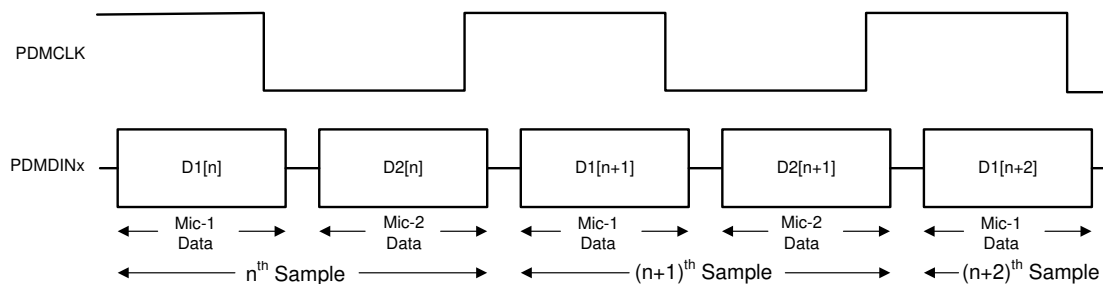 PDMCLK
PDMDINx
D1[n] D2[n] D1[n+1] D2[n+1] D1[n+2]
Mic-1 Mic-2 Mic-1 Mic-2 Mic-1
Data Data Data Data Data
nth Sample (n+1)th Sample (n+2)th Sample